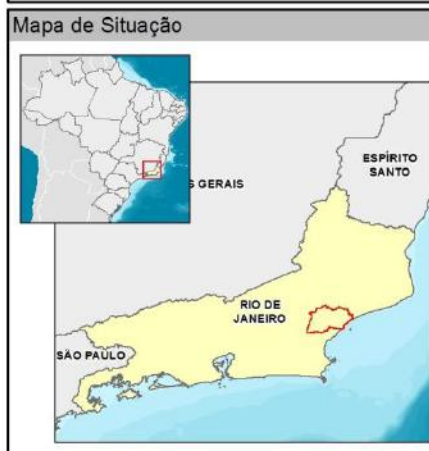 Mapa de Situação
S GERAIS
ESPÍRITO
SANTO
RIO DE
JANEIRO
SÃO PAULO